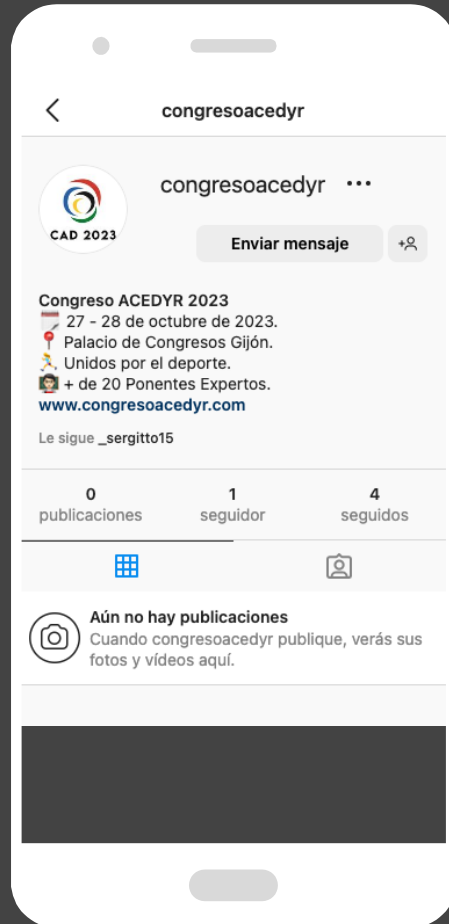 congresoacedyr
CAD 2023
congresoacedyr
Enviar mensaje
Congreso ACEDYR 2023
27 - 28 de octubre de 2023.
Palacio de Congresos Gijón.
Unidos por el deporte.
+ de 20 Ponentes Expertos.
www.congresoacedyr.com
Le sigue _sergitto15
0 1 4
publicaciones seguidor seguidos
Aún no hay publicaciones
Cuando congresoacedyr publique, verás sus
fotos y vídeos aquí.